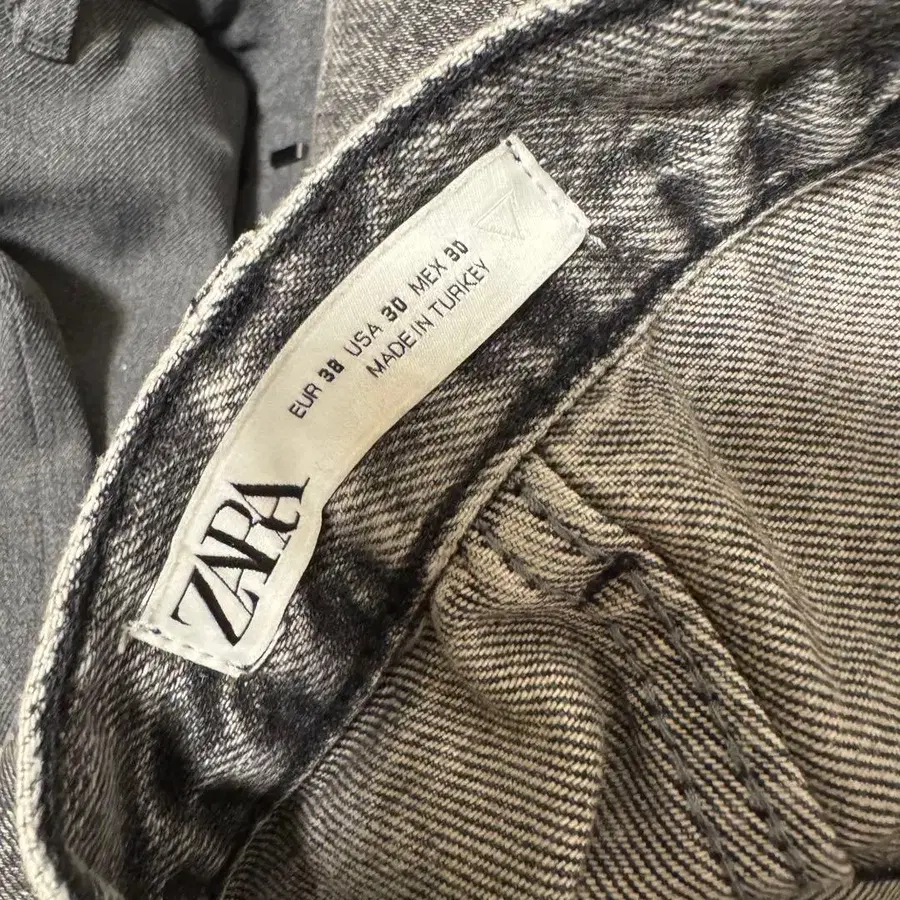 EUR 38 USA 30 MEX 30
MADE IN TURKEY
ZARA